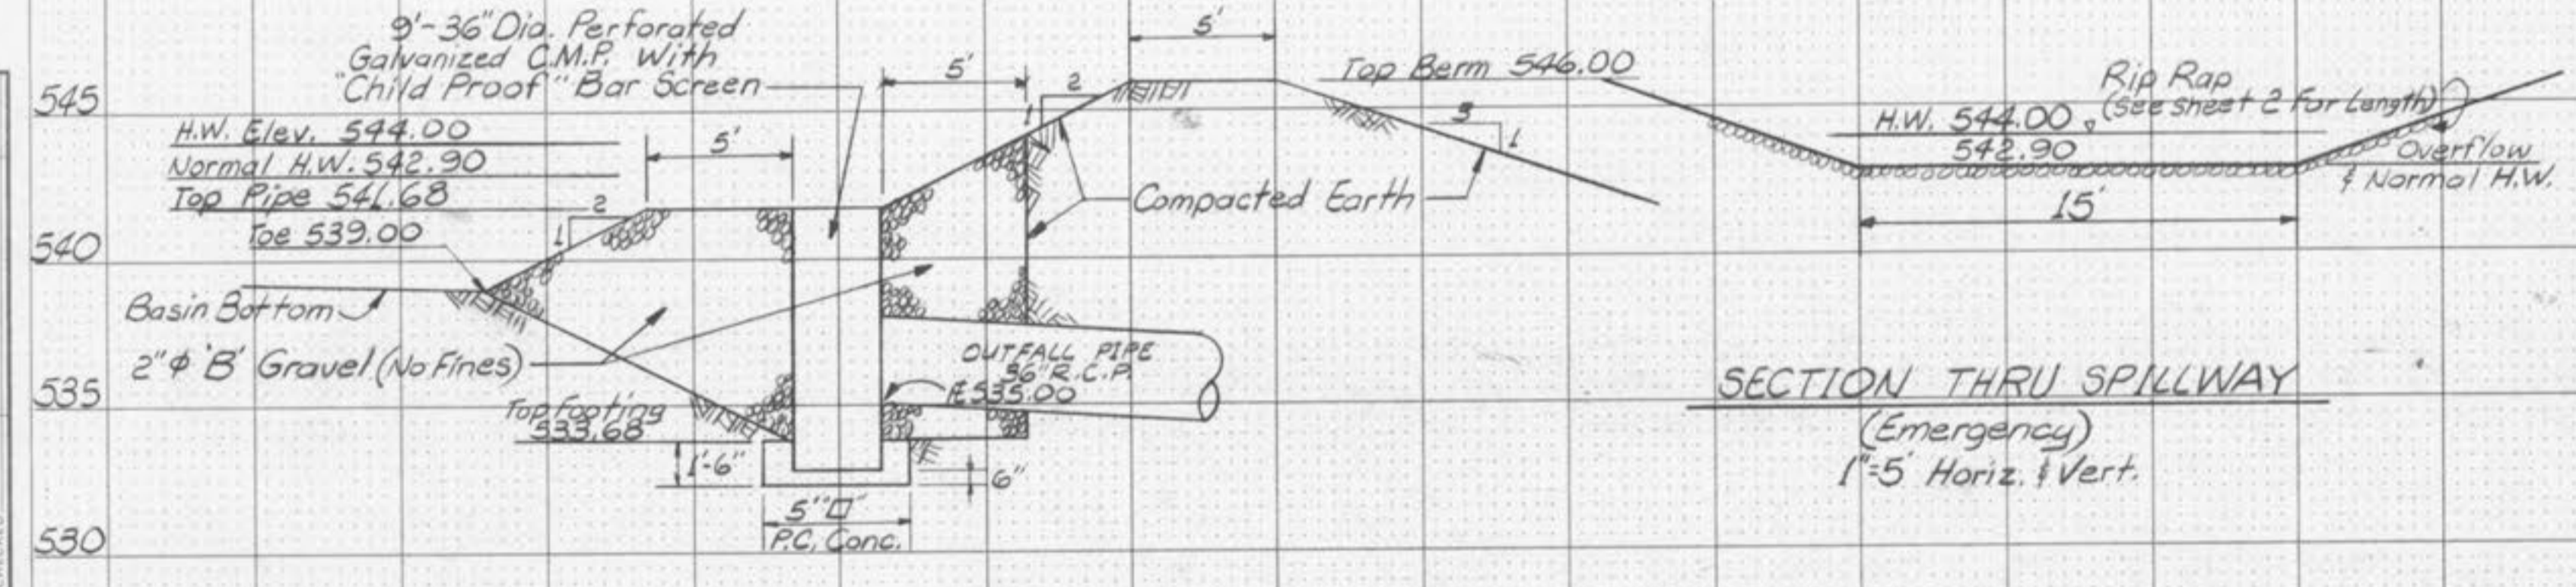 9'-36" Dia. Perforated
Galvanized C.M.P. With
"Child Proof" Bar Screen
5'
5'
5'
2
1
Top Berm 546.00
3
1
Rip Rap
(See sheet 2 for Length)
H.W. 544.00
542.90
Overflow
& Normal H.W.
15'
545
H.W. Elev. 544.00
Normal H.W. 542.90
Top Pipe 541.68
2
1
Toe 539.00
540
Compacted Earth
Basin Bottom
2" ϕ 'B' Gravel (No Fines)
OUTFALL PIPE
36" R.C.P.
535.00
535
Top Footing
533.68
1'-6"
6"
5'"□"
P.C. Conc.
530
SECTION THRU SPILLWAY
(Emergency)
1"=5' Horiz. & Vert.